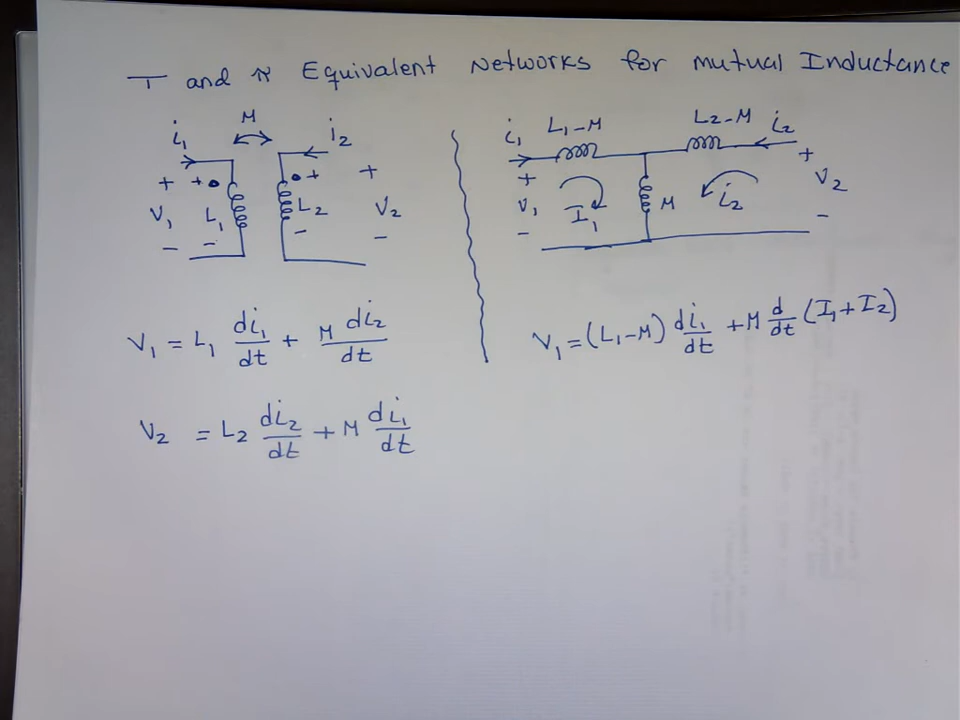 T and π Equivalent Networks for mutual Inductance
M
i₁ i₂
+ +• •+ +
V₁ L₁ L₂ V₂
- - - -
i₁ L₁-M L₂-M i₂
+ +
V₁ I₁ M i₂ V₂
- -
V₁ = L₁ di₁/dt + M di₂/dt
V₂ = L₂ di₂/dt + M di₁/dt
V₁ = (L₁-M) di₁/dt + M d/dt (I₁+I₂)